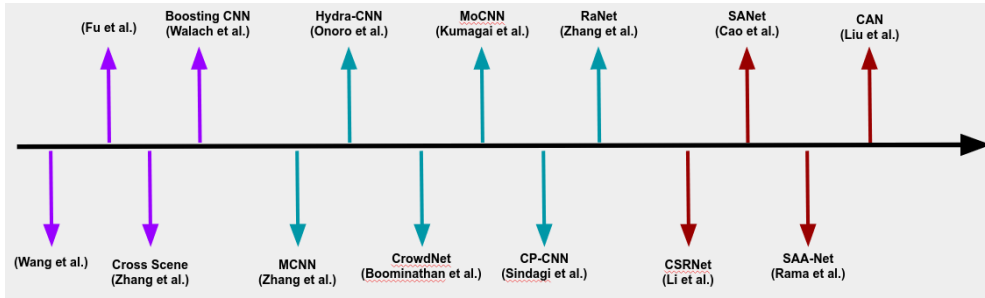 (Fu et al.)
Boosting CNN
(Walach et al.)
Hydra-CNN
(Onoro et al.)
MoCNN
(Kumagai et al.)
RaNet
(Zhang et al.)
SANet
(Cao et al.)
CAN
(Liu et al.)
(Wang et al.)
Cross Scene
(Zhang et al.)
MCNN
(Zhang et al.)
CrowdNet
(Boominathan et al.)
CP-CNN
(Sindagi et al.)
CSRNet
(Li et al.)
SAA-Net
(Rama et al.)